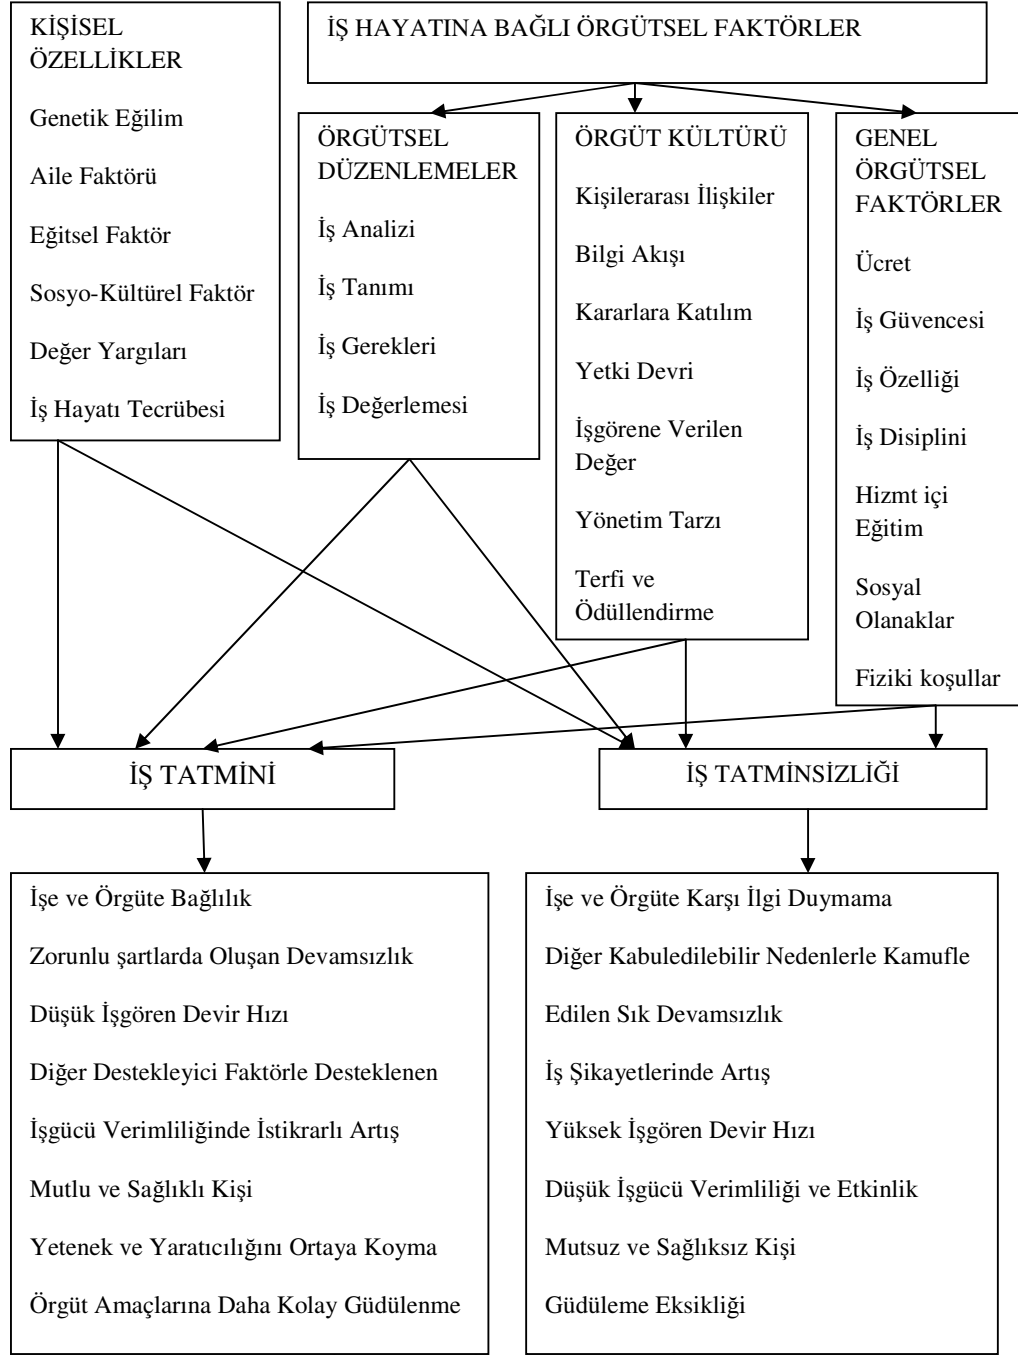 KİŞİSEL
ÖZELLİKLER
Genetik Eğilim
Aile Faktörü
Eğitsel Faktör
Sosyo-Kültürel Faktör
Değer Yargıları
İş Hayatı Tecrübesi
İŞ HAYATINA BAĞLI ÖRGÜTSEL FAKTÖRLER
ÖRGÜTSEL
DÜZENLEMELER
İş Analizi
İş Tanımı
İş Gerekleri
İş Değerlemesi
ÖRGÜT KÜLTÜRÜ
Kişilerarası İlişkiler
Bilgi Akışı
Kararlara Katılım
Yetki Devri
İşgörene Verilen
Değer
Yönetim Tarzı
Terfi ve
Ödüllendirme
GENEL
ÖRGÜTSEL
FAKTÖRLER
Ücret
İş Güvencesi
İş Özelliği
İş Disiplini
Hizmt içi
Eğitim
Sosyal
Olanaklar
Fiziki koşullar
İŞ TATMİNİ
İŞ TATMİNSİZLİĞİ
İşe ve Örgüte Bağlılık
Zorunlu şartlarda Oluşan Devamsızlık
Düşük İşgören Devir Hızı
Diğer Destekleyici Faktörle Desteklenen
İşgücü Verimliliğinde İstikrarlı Artış
Mutlu ve Sağlıklı Kişi
Yetenek ve Yaratıcılığını Ortaya Koyma
Örgüt Amaçlarına Daha Kolay Güdülenme
İşe ve Örgüte Karşı İlgi Duymama
Diğer Kabuledilebilir Nedenlerle Kamufle
Edilen Sık Devamsızlık
İş Şikayetlerinde Artış
Yüksek İşgören Devir Hızı
Düşük İşgücü Verimliliği ve Etkinlik
Mutsuz ve Sağlıksız Kişi
Güdüleme Eksikliği